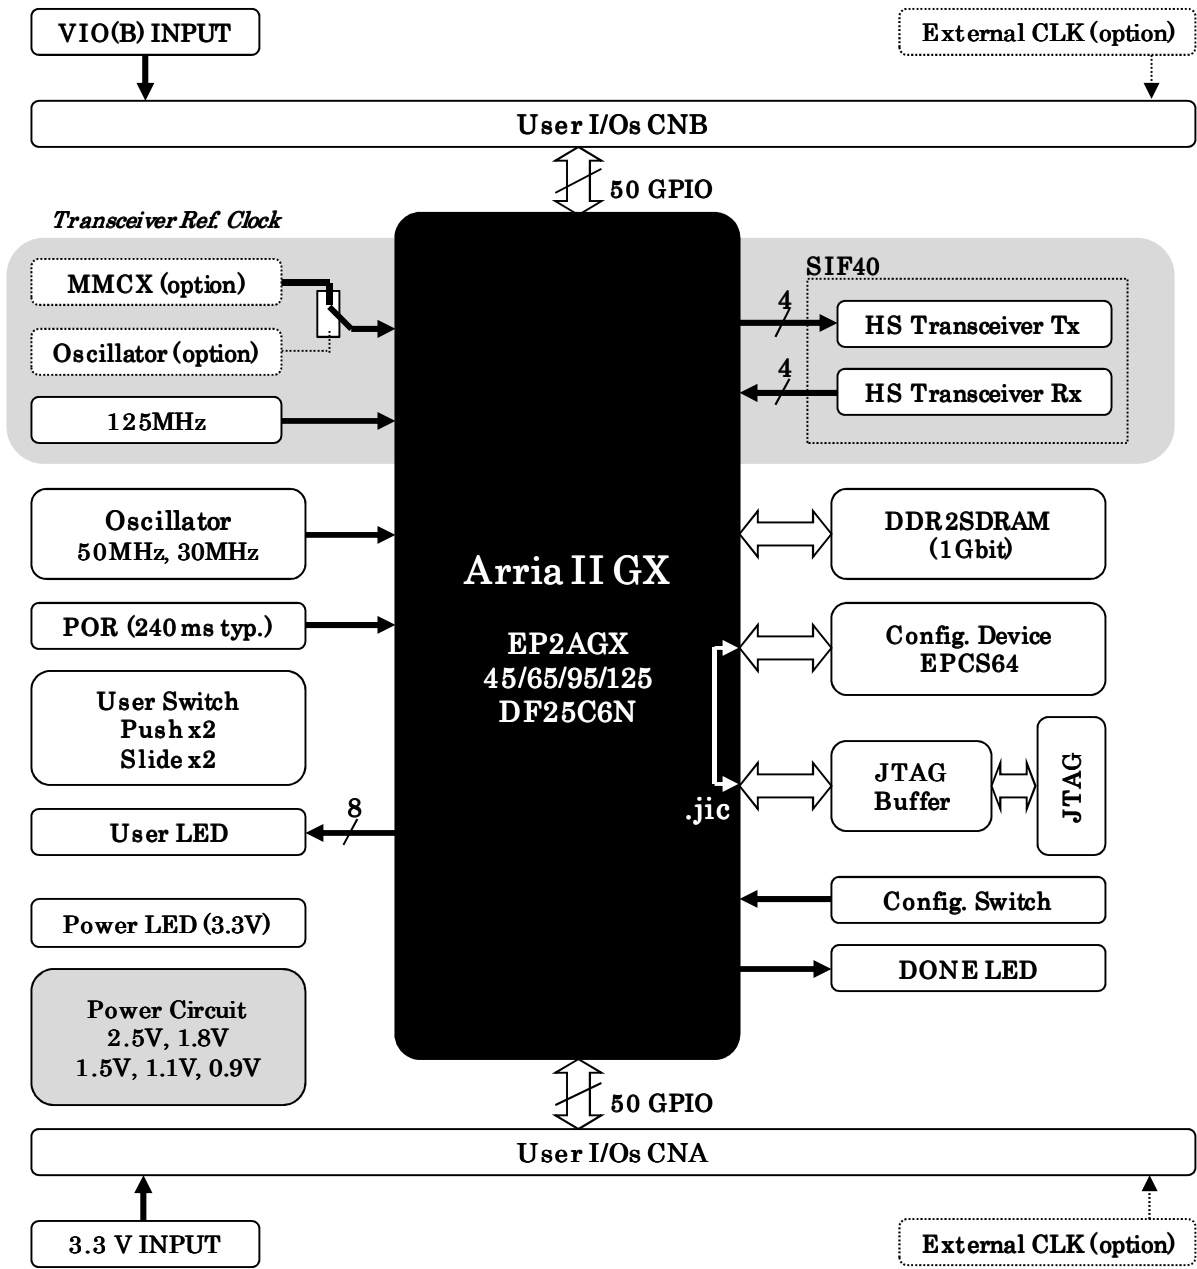 VIO(B) INPUT
External CLK (option)
User I/Os CNB
50 GPIO
Transceiver Ref. Clock
MMCX (option)
Oscillator (option)
125MHz
SIF40
4
HS Transceiver Tx
4
HS Transceiver Rx
Oscillator
50MHz, 30MHz
POR (240 ms typ.)
User Switch
Push x2
Slide x2
8
User LED
Power LED (3.3V)
Power Circuit
2.5V, 1.8V
1.5V, 1.1V, 0.9V
Arria II GX
EP2AGX
45/65/95/125
DF25C6N
.jic
DDR2SDRAM
(1Gbit)
Config. Device
EPCS64
JTAG
Buffer
JTAG
Config. Switch
DONE LED
50 GPIO
User I/Os CNA
3.3 V INPUT
External CLK (option)